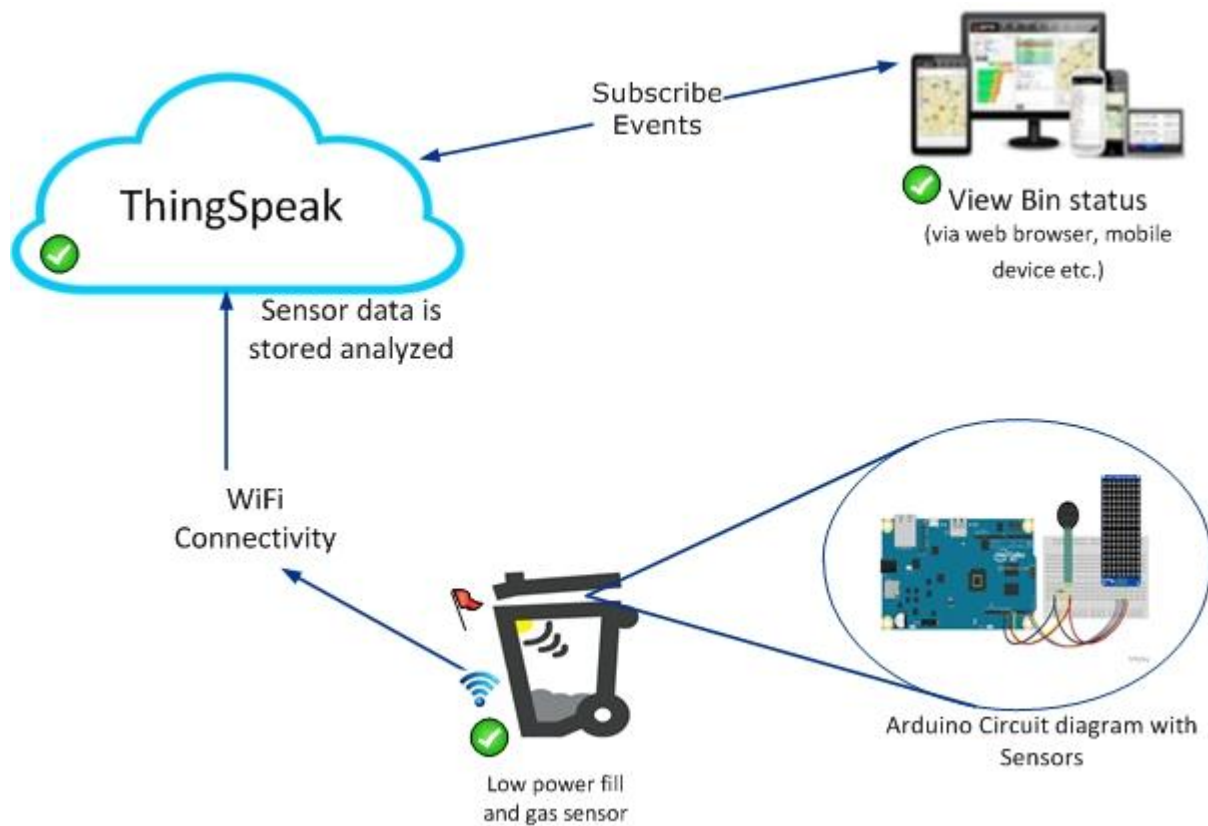 Subscribe
Events
ThingSpeak
View Bin status
(via web browser, mobile
device etc.)
Sensor data is
stored analyzed
WiFi
Connectivity
Arduino Circuit diagram with
Sensors
Low power fill
and gas sensor